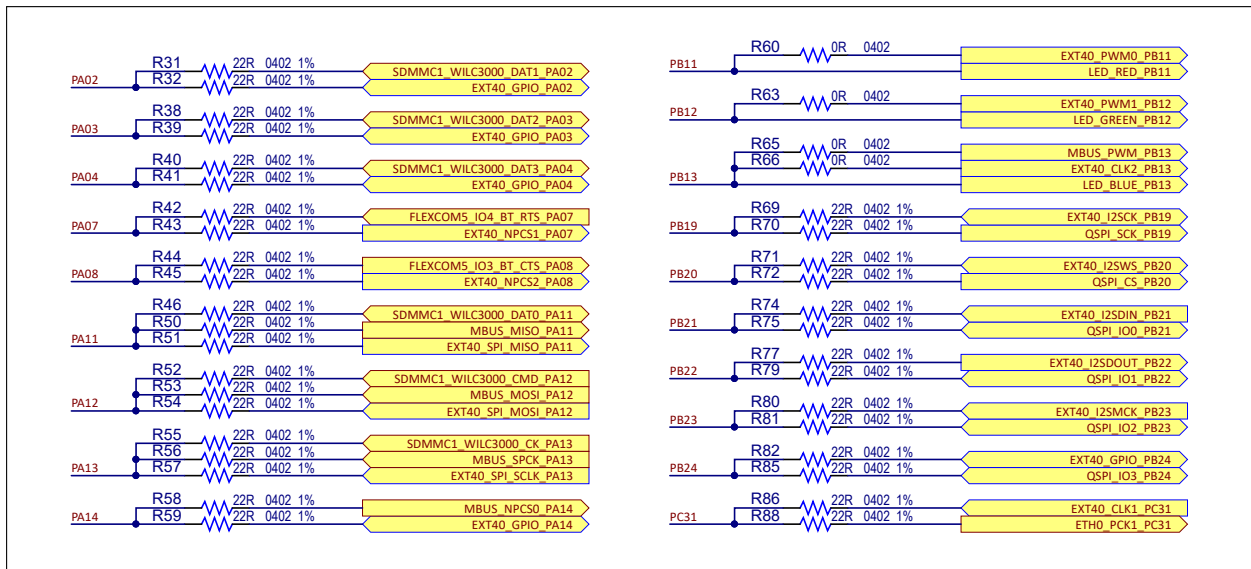 R31 22R 0402 1% SDMMC1_WILC3000_DAT1_PA02
PA02 R32 22R 0402 1% EXT40_GPIO_PA02
R38 22R 0402 1% SDMMC1_WILC3000_DAT2_PA03
PA03 R39 22R 0402 1% EXT40_GPIO_PA03
R40 22R 0402 1% SDMMC1_WILC3000_DAT3_PA04
PA04 R41 22R 0402 1% EXT40_GPIO_PA04
R42 22R 0402 1% FLEXCOM5_IO4_BT_RTS_PA07
PA07 R43 22R 0402 1% EXT40_NPCS1_PA07
R44 22R 0402 1% FLEXCOM5_IO3_BT_CTS_PA08
PA08 R45 22R 0402 1% EXT40_NPCS2_PA08
R46 22R 0402 1% SDMMC1_WILC3000_DAT0_PA11
R50 22R 0402 1% MBUS_MISO_PA11
PA11 R51 22R 0402 1% EXT40_SPI_MISO_PA11
R52 22R 0402 1% SDMMC1_WILC3000_CMD_PA12
R53 22R 0402 1% MBUS_MOSI_PA12
PA12 R54 22R 0402 1% EXT40_SPI_MOSI_PA12
R55 22R 0402 1% SDMMC1_WILC3000_CK_PA13
R56 22R 0402 1% MBUS_SPCK_PA13
PA13 R57 22R 0402 1% EXT40_SPI_SCLK_PA13
R58 22R 0402 1% MBUS_NPCS0_PA14
PA14 R59 22R 0402 1% EXT40_GPIO_PA14
R60 0R 0402 EXT40_PWM0_PB11
PB11 LED_RED_PB11
R63 0R 0402 EXT40_PWM1_PB12
PB12 LED_GREEN_PB12
R65 0R 0402 MBUS_PWM_PB13
R66 0R 0402 EXT40_CLK2_PB13
PB13 LED_BLUE_PB13
R69 22R 0402 1% EXT40_I2SCK_PB19
PB19 R70 22R 0402 1% QSPI_SCK_PB19
R71 22R 0402 1% EXT40_I2SWS_PB20
PB20 R72 22R 0402 1% QSPI_CS_PB20
R74 22R 0402 1% EXT40_I2SDIN_PB21
PB21 R75 22R 0402 1% QSPI_IO0_PB21
R77 22R 0402 1% EXT40_I2SDOUT_PB22
PB22 R79 22R 0402 1% QSPI_IO1_PB22
R80 22R 0402 1% EXT40_I2SMCK_PB23
PB23 R81 22R 0402 1% QSPI_IO2_PB23
R82 22R 0402 1% EXT40_GPIO_PB24
PB24 R85 22R 0402 1% QSPI_IO3_PB24
R86 22R 0402 1% EXT40_CLK1_PC31
PC31 R88 22R 0402 1% ETH0_PCK1_PC31